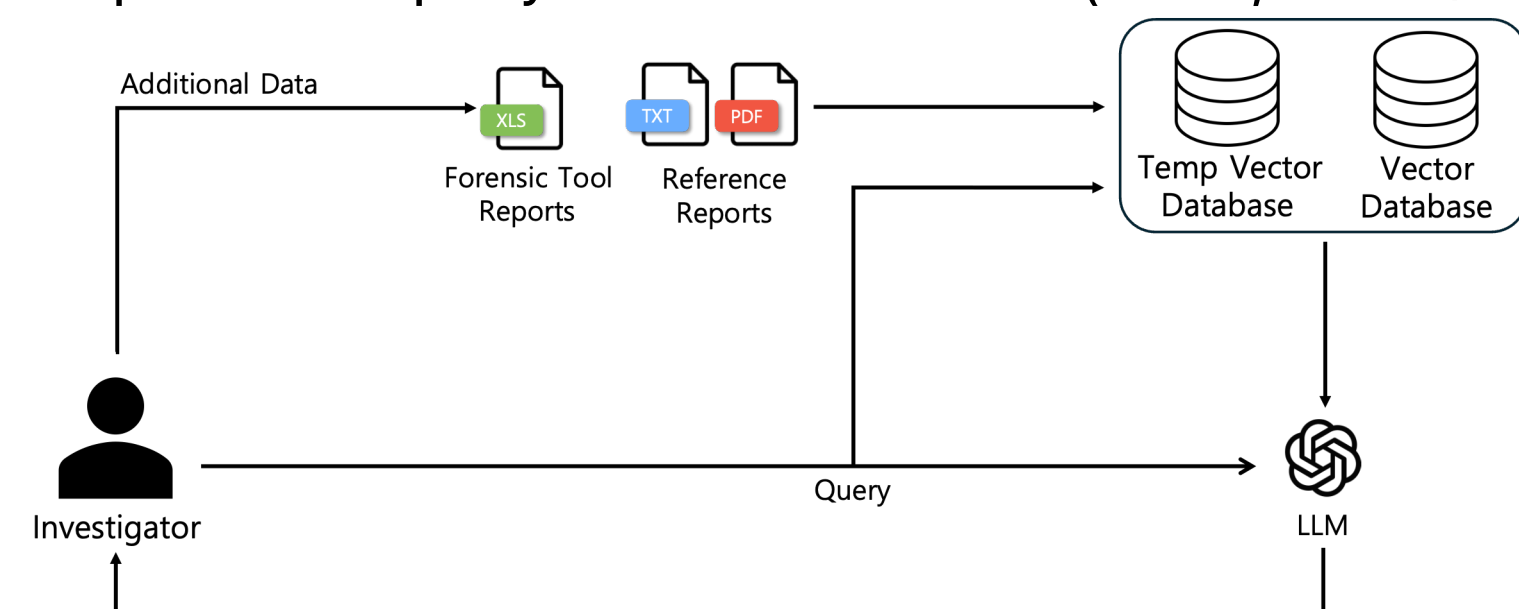 Additional Data
XLS
TXT
PDF
Forensic Tool
Reports
Reference
Reports
Temp Vector
Database
Vector
Database
Query
Investigator
LLM